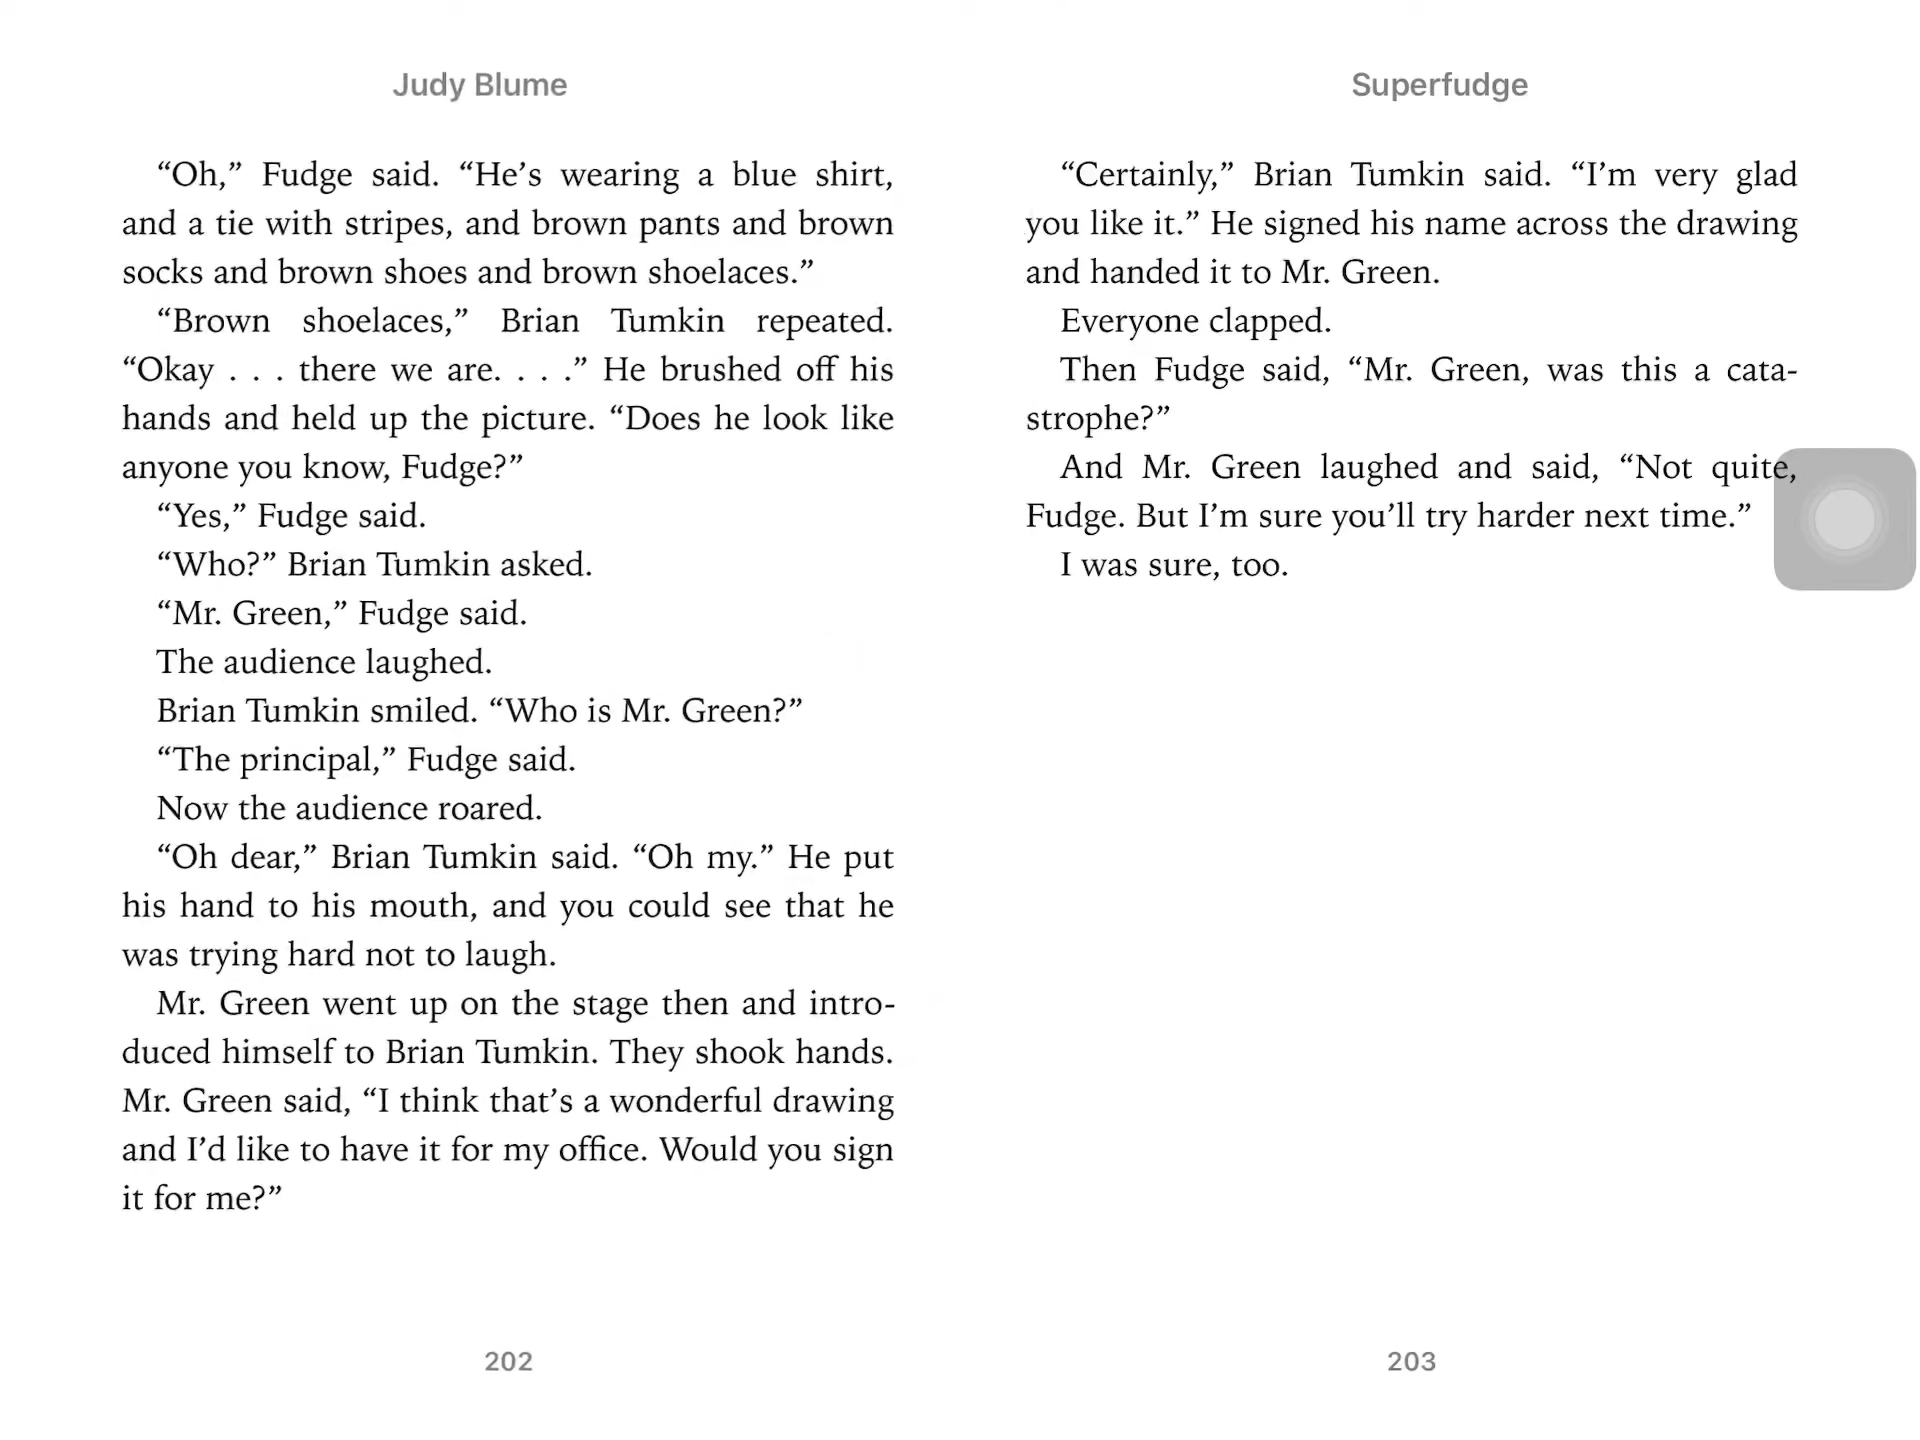 Judy Blume
“Oh,” Fudge said. “He’s wearing a blue shirt,
and a tie with stripes, and brown pants and brown
socks and brown shoes and brown shoelaces.”
“Brown shoelaces,” Brian Tumkin repeated.
“Okay . . . there we are. . . .” He brushed off his
hands and held up the picture. “Does he look like
anyone you know, Fudge?”
“Yes,” Fudge said.
“Who?” Brian Tumkin asked.
“Mr. Green,” Fudge said.
The audience laughed.
Brian Tumkin smiled. “Who is Mr. Green?”
“The principal,” Fudge said.
Now the audience roared.
“Oh dear,” Brian Tumkin said. “Oh my.” He put
his hand to his mouth, and you could see that he
was trying hard not to laugh.
Mr. Green went up on the stage then and intro-
duced himself to Brian Tumkin. They shook hands.
Mr. Green said, “I think that’s a wonderful drawing
and I’d like to have it for my office. Would you sign
it for me?”
202
Superfudge
“Certainly,” Brian Tumkin said. “I’m very glad
you like it.” He signed his name across the drawing
and handed it to Mr. Green.
Everyone clapped.
Then Fudge said, “Mr. Green, was this a cata-
strophe?”
And Mr. Green laughed and said, “Not quite,
Fudge. But I’m sure you’ll try harder next time.”
I was sure, too.
203